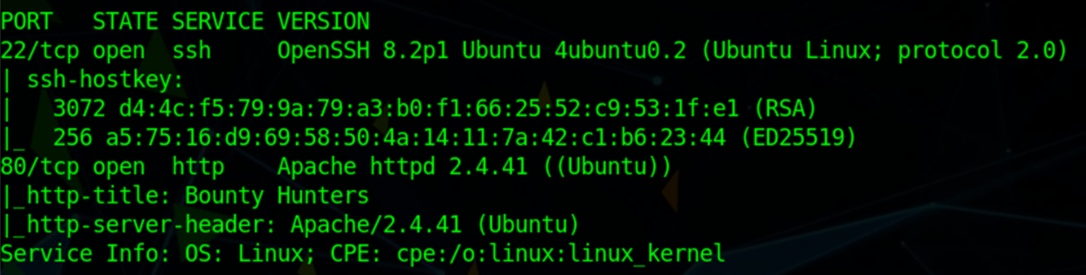 PORT   STATE SERVICE VERSION
22/tcp open  ssh     OpenSSH 8.2p1 Ubuntu 4ubuntu0.2 (Ubuntu Linux; protocol 2.0)
| ssh-hostkey:
|   3072 d4:4c:f5:79:9a:79:a3:b0:f1:66:25:52:c9:53:1f:e1 (RSA)
|_  256 a5:75:16:d9:69:58:50:4a:14:11:7a:42:c1:b6:23:44 (ED25519)
80/tcp open  http    Apache httpd 2.4.41 ((Ubuntu))
|_http-title: Bounty Hunters
|_http-server-header: Apache/2.4.41 (Ubuntu)
Service Info: OS: Linux; CPE: cpe:/o:linux:linux_kernel